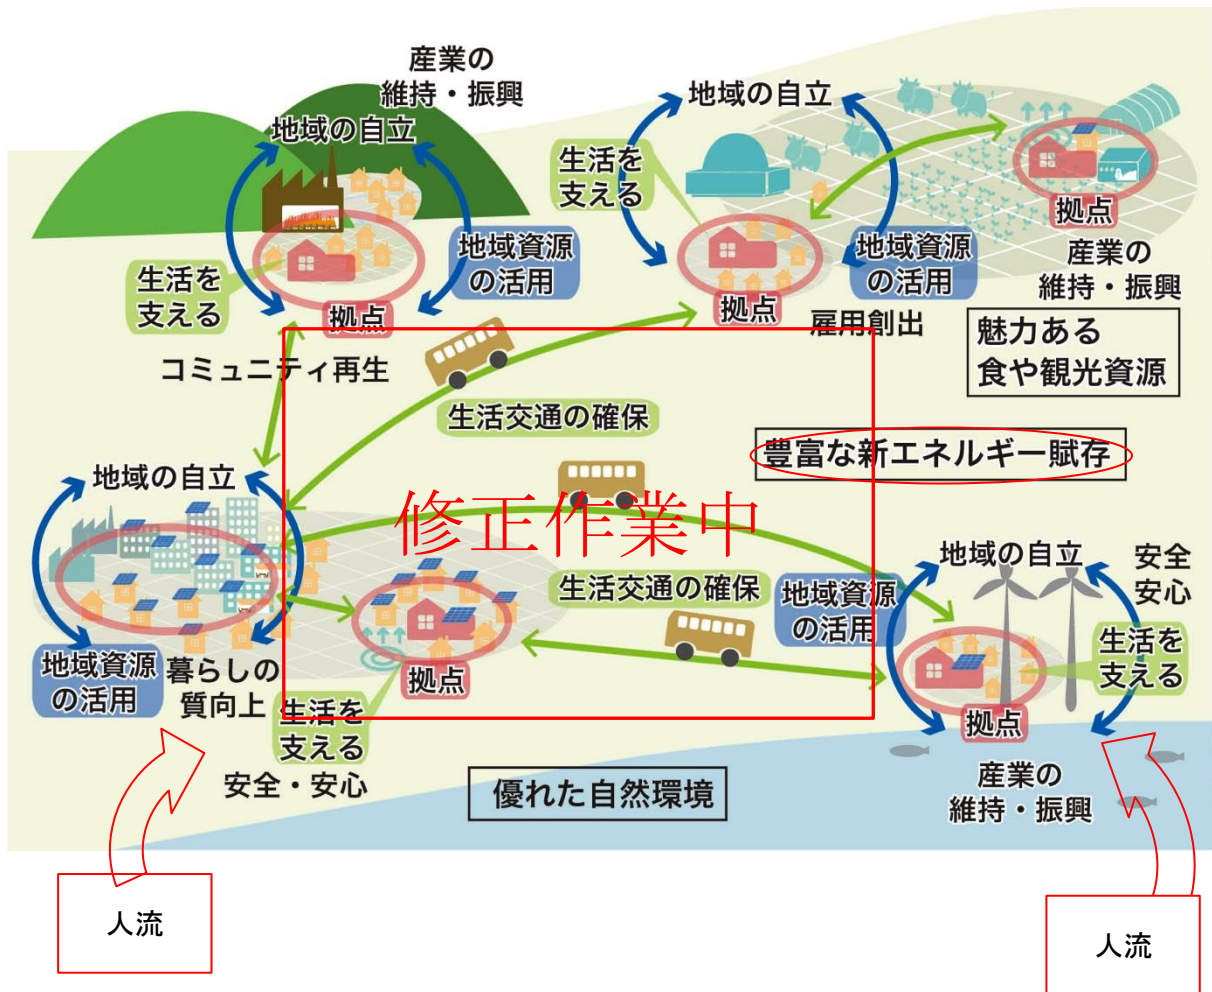 産業の
維持・振興
地域の自立
生活を
支える
地域資源
の活用
拠点
コミュニティ再生
地域の自立
生活を
支える
拠点
地域資源
の活用
雇用創出
拠点
産業の
維持・振興
魅力ある
食や観光資源
生活交通の確保
豊富な新エネルギー賦存
修正作業中
地域の自立
地域資源
の活用
暮らしの
質向上
生活を
支える
安全・安心
拠点
生活交通の確保
地域資源
の活用
地域の自立
安全
安心
生活を
支える
拠点
産業の
維持・振興
優れた自然環境
人流
人流